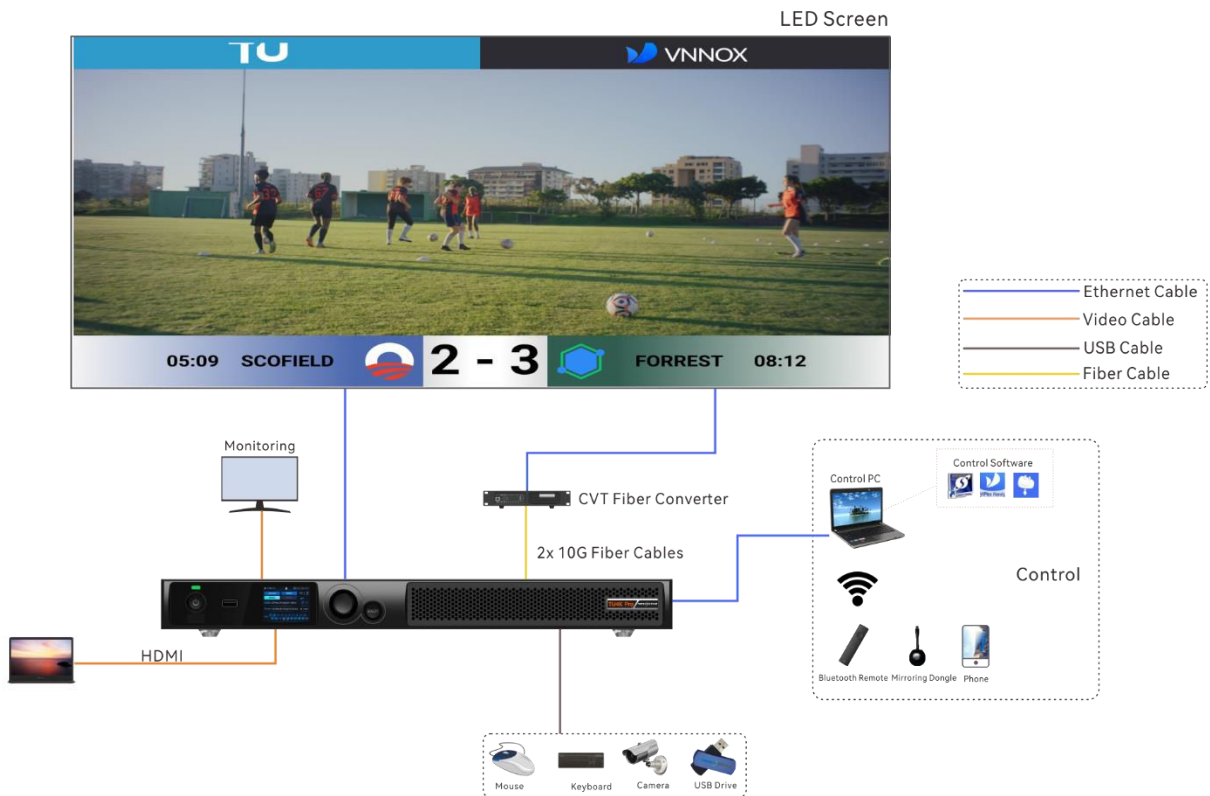 LED Screen
TU
VNNOX
05:09 SCOFIELD 2 - 3 FORREST 08:12
Ethernet Cable
Video Cable
USB Cable
Fiber Cable
Monitoring
CVT Fiber Converter
2x 10G Fiber Cables
HDMI
Control PC
Control Software
Control
Bluetooth Remote
Mirroring Dongle
Phone
Mouse
Keyboard
Camera
USB Drive